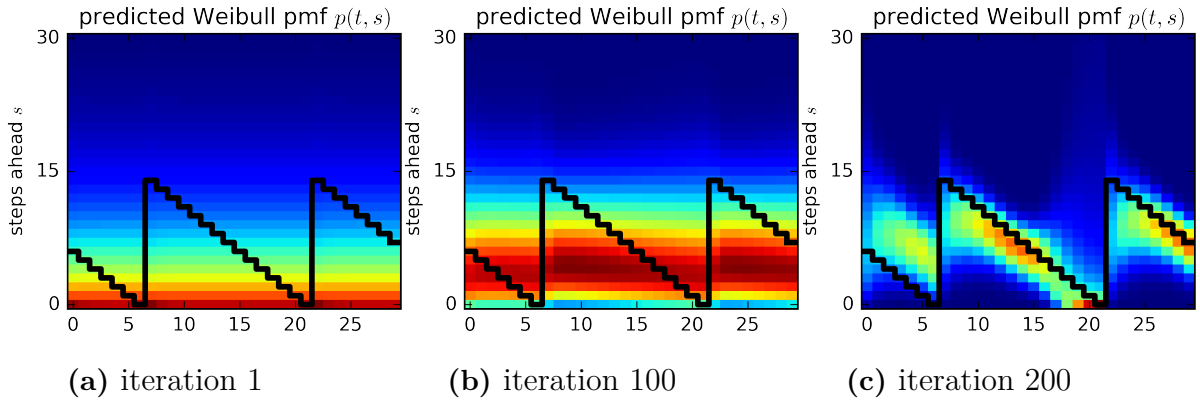 predicted Weibull pmf p(t, s)
predicted Weibull pmf p(t, s)
predicted Weibull pmf p(t, s)
30
15
0
steps ahead s
0 5 10 15 20 25
30
15
0
steps ahead s
0 5 10 15 20 25
30
15
0
steps ahead s
0 5 10 15 20 25
(a) iteration 1
(b) iteration 100
(c) iteration 200